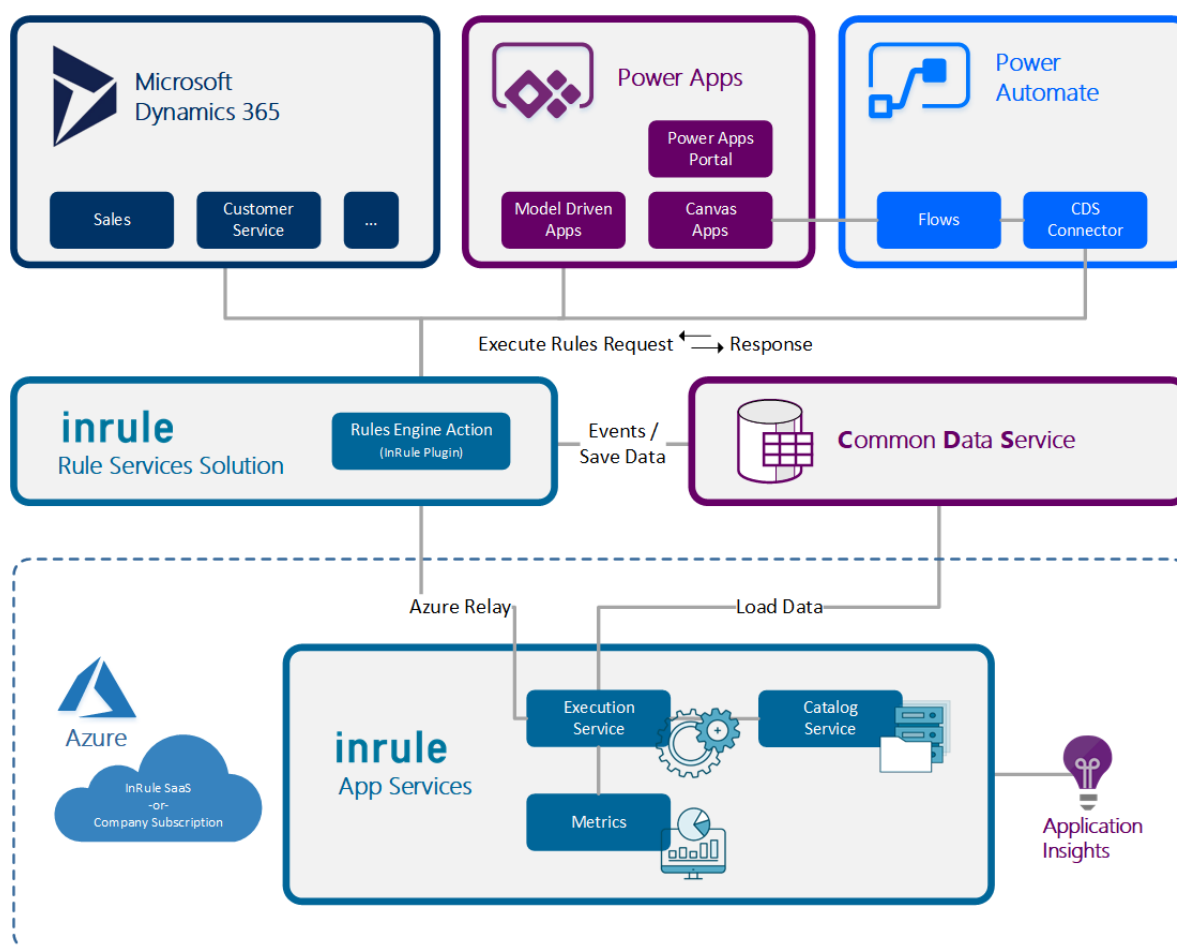 Microsoft
Dynamics 365
Sales
Customer
Service
...
Power Apps
Power Apps
Portal
Model Driven
Apps
Canvas
Apps
Power
Automate
Flows
CDS
Connector
Execute Rules Request
Response
inrule
Rule Services Solution
Rules Engine Action
(InRule Plugin)
Events /
Save Data
Common Data Service
Azure Relay
Load Data
Azure
InRule SaaS
-or-
Company Subscription
inrule
App Services
Execution
Service
Catalog
Service
Metrics
Application
Insights